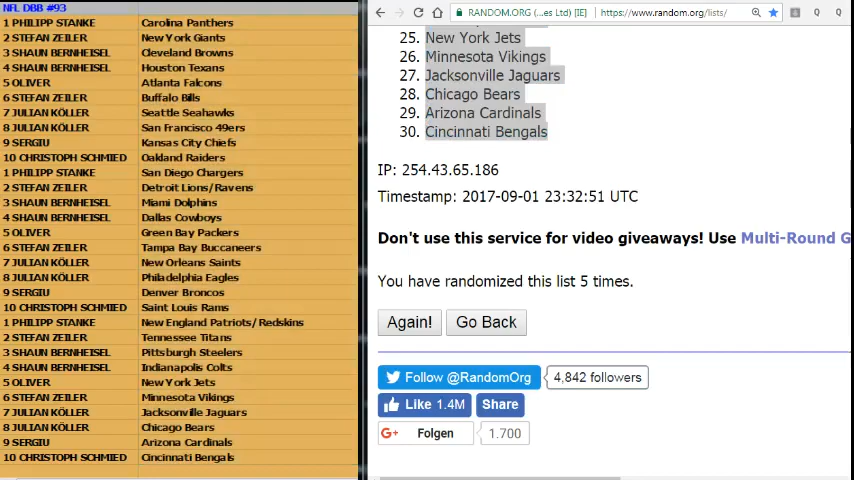 NFL DBB #93
1 PHILIPP STANKE Carolina Panthers
2 STEFAN ZEILER New York Giants
3 SHAUN BERNHEISEL Cleveland Browns
4 SHAUN BERNHEISEL Houston Texans
5 OLIVER Atlanta Falcons
6 STEFAN ZEILER Buffalo Bills
7 JULIAN KÖLLER Seattle Seahawks
8 JULIAN KÖLLER San Francisco 49ers
9 SERGIU Kansas City Chiefs
10 CHRISTOPH SCHMIED Oakland Raiders
1 PHILIPP STANKE San Diego Chargers
2 STEFAN ZEILER Detroit Lions/Ravens
3 SHAUN BERNHEISEL Miami Dolphins
4 SHAUN BERNHEISEL Dallas Cowboys
5 OLIVER Green Bay Packers
6 STEFAN ZEILER Tampa Bay Buccaneers
7 JULIAN KÖLLER New Orleans Saints
8 JULIAN KÖLLER Philadelphia Eagles
9 SERGIU Denver Broncos
10 CHRISTOPH SCHMIED Saint Louis Rams
1 PHILIPP STANKE New England Patriots/Redskins
2 STEFAN ZEILER Tennessee Titans
3 SHAUN BERNHEISEL Pittsburgh Steelers
4 SHAUN BERNHEISEL Indianapolis Colts
5 OLIVER New York Jets
6 STEFAN ZEILER Minnesota Vikings
7 JULIAN KÖLLER Jacksonville Jaguars
8 JULIAN KÖLLER Chicago Bears
9 SERGIU Arizona Cardinals
10 CHRISTOPH SCHMIED Cincinnati Bengals
RANDOM.ORG (...es Ltd) [IE] https://www.random.org/lists/
25. New York Jets
26. Minnesota Vikings
27. Jacksonville Jaguars
28. Chicago Bears
29. Arizona Cardinals
30. Cincinnati Bengals
IP: 254.43.65.186
Timestamp: 2017-09-01 23:32:51 UTC
Don't use this service for video giveaways! Use Multi-Round G
You have randomized this list 5 times.
Again! Go Back
Follow @RandomOrg 4,842 followers
Like 1.4M Share
G+ Folgen 1.700